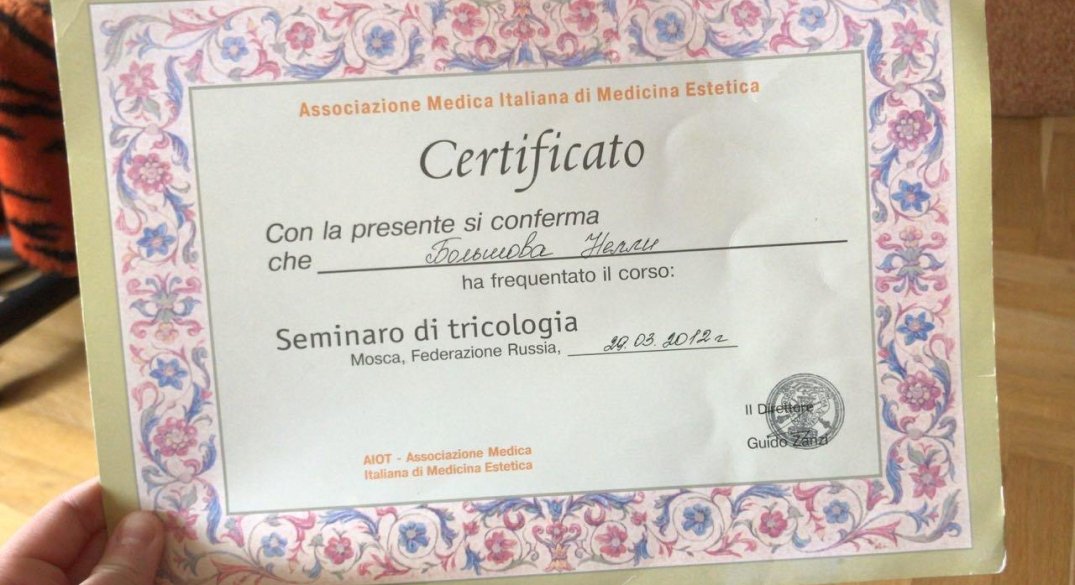 Associazione Medica Italiana di Medicina Estetica
Certificato
Con la presente si conferma
che Большова Нелли
ha frequentato il corso:
Seminaro di tricologia
Mosca, Federazione Russia, 29.03.2012 г
Il Direttore
Guido Zanzi
AIOT - Associazione Medica
Italiana di Medicina Estetica